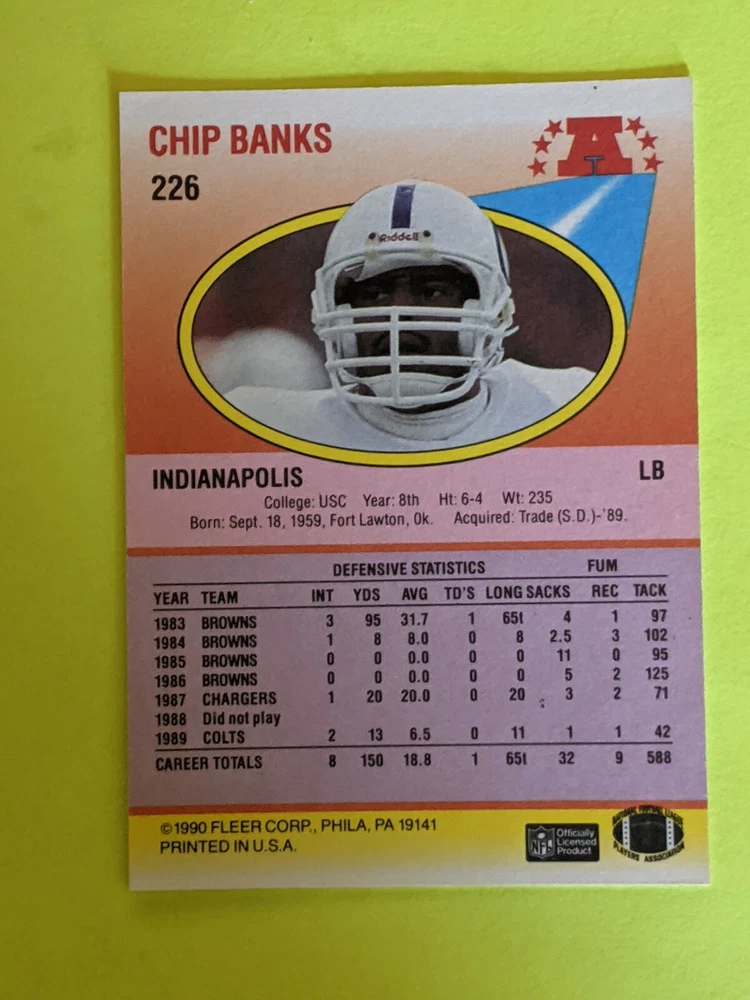 CHIP BANKS
226
A
Riddell
INDIANAPOLIS LB
College: USC Year: 8th Ht: 6-4 Wt: 235
Born: Sept. 18, 1959, Fort Lawton, Ok. Acquired: Trade (S.D.)-'89.
DEFENSIVE STATISTICS FUM
YEAR TEAM INT YDS AVG TD'S LONG SACKS REC TACK
1983 BROWNS 3 95 31.7 1 65t 4 1 97
1984 BROWNS 1 8 8.0 0 8 2.5 3 102
1985 BROWNS 0 0 0.0 0 0 11 0 95
1986 BROWNS 0 0 0.0 0 0 5 2 125
1987 CHARGERS 1 20 20.0 0 20 3 2 71
1988 Did not play
1989 COLTS 2 13 6.5 0 11 1 1 42
CAREER TOTALS 8 150 18.8 1 65t 32 9 588
©1990 FLEER CORP., PHILA, PA 19141
PRINTED IN U.S.A.
NFL
Officially
Licensed
Product
NATIONAL FOOTBALL LEAGUE
PLAYERS ASSOCIATION